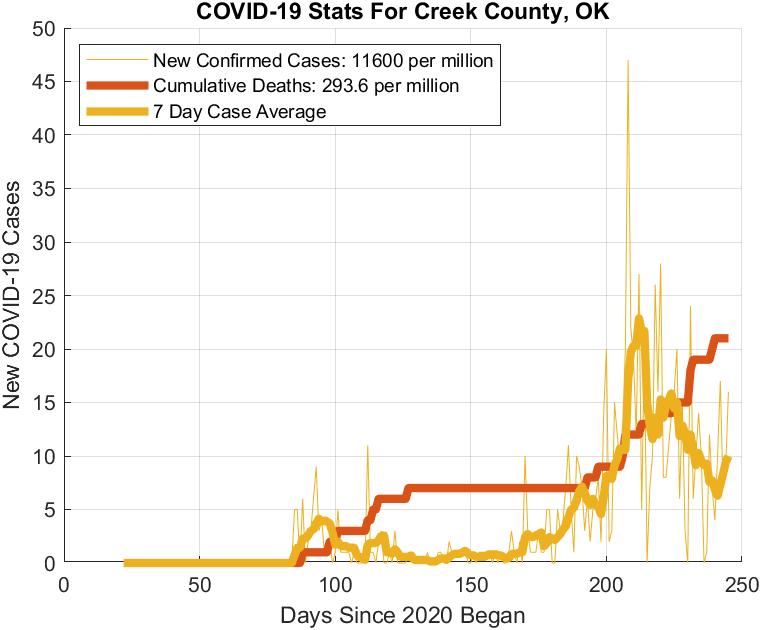 COVID-19 Stats For Creek County, OK
New Confirmed Cases: 11600 per million
Cumulative Deaths: 293.6 per million
7 Day Case Average
New COVID-19 Cases
50
45
40
35
30
25
20
15
10
5
0
0 50 100 150 200 250
Days Since 2020 Began